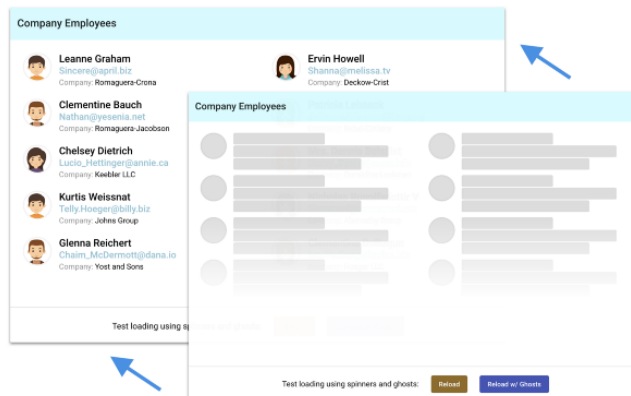 Company Employees
Leanne Graham
Sincere@april.biz
Company: Romaguera-Crona
Ervin Howell
Shanna@melissa.tv
Company: Deckow-Crist
Clementine Bauch
Nathan@yesenia.net
Company: Romaguera-Jacobson
Chelsey Dietrich
Lucio_Hettinger@annie.ca
Company: Keebler LLC
Kurtis Weissnat
Telly.Hoeger@billy.biz
Company: Johns Group
Glenna Reichert
Chaim_McDermott@dana.io
Company: Yost and Sons
Test loading using
Company Employees
Test loading using spinners and ghosts:
Reload
Reload w/ Ghosts